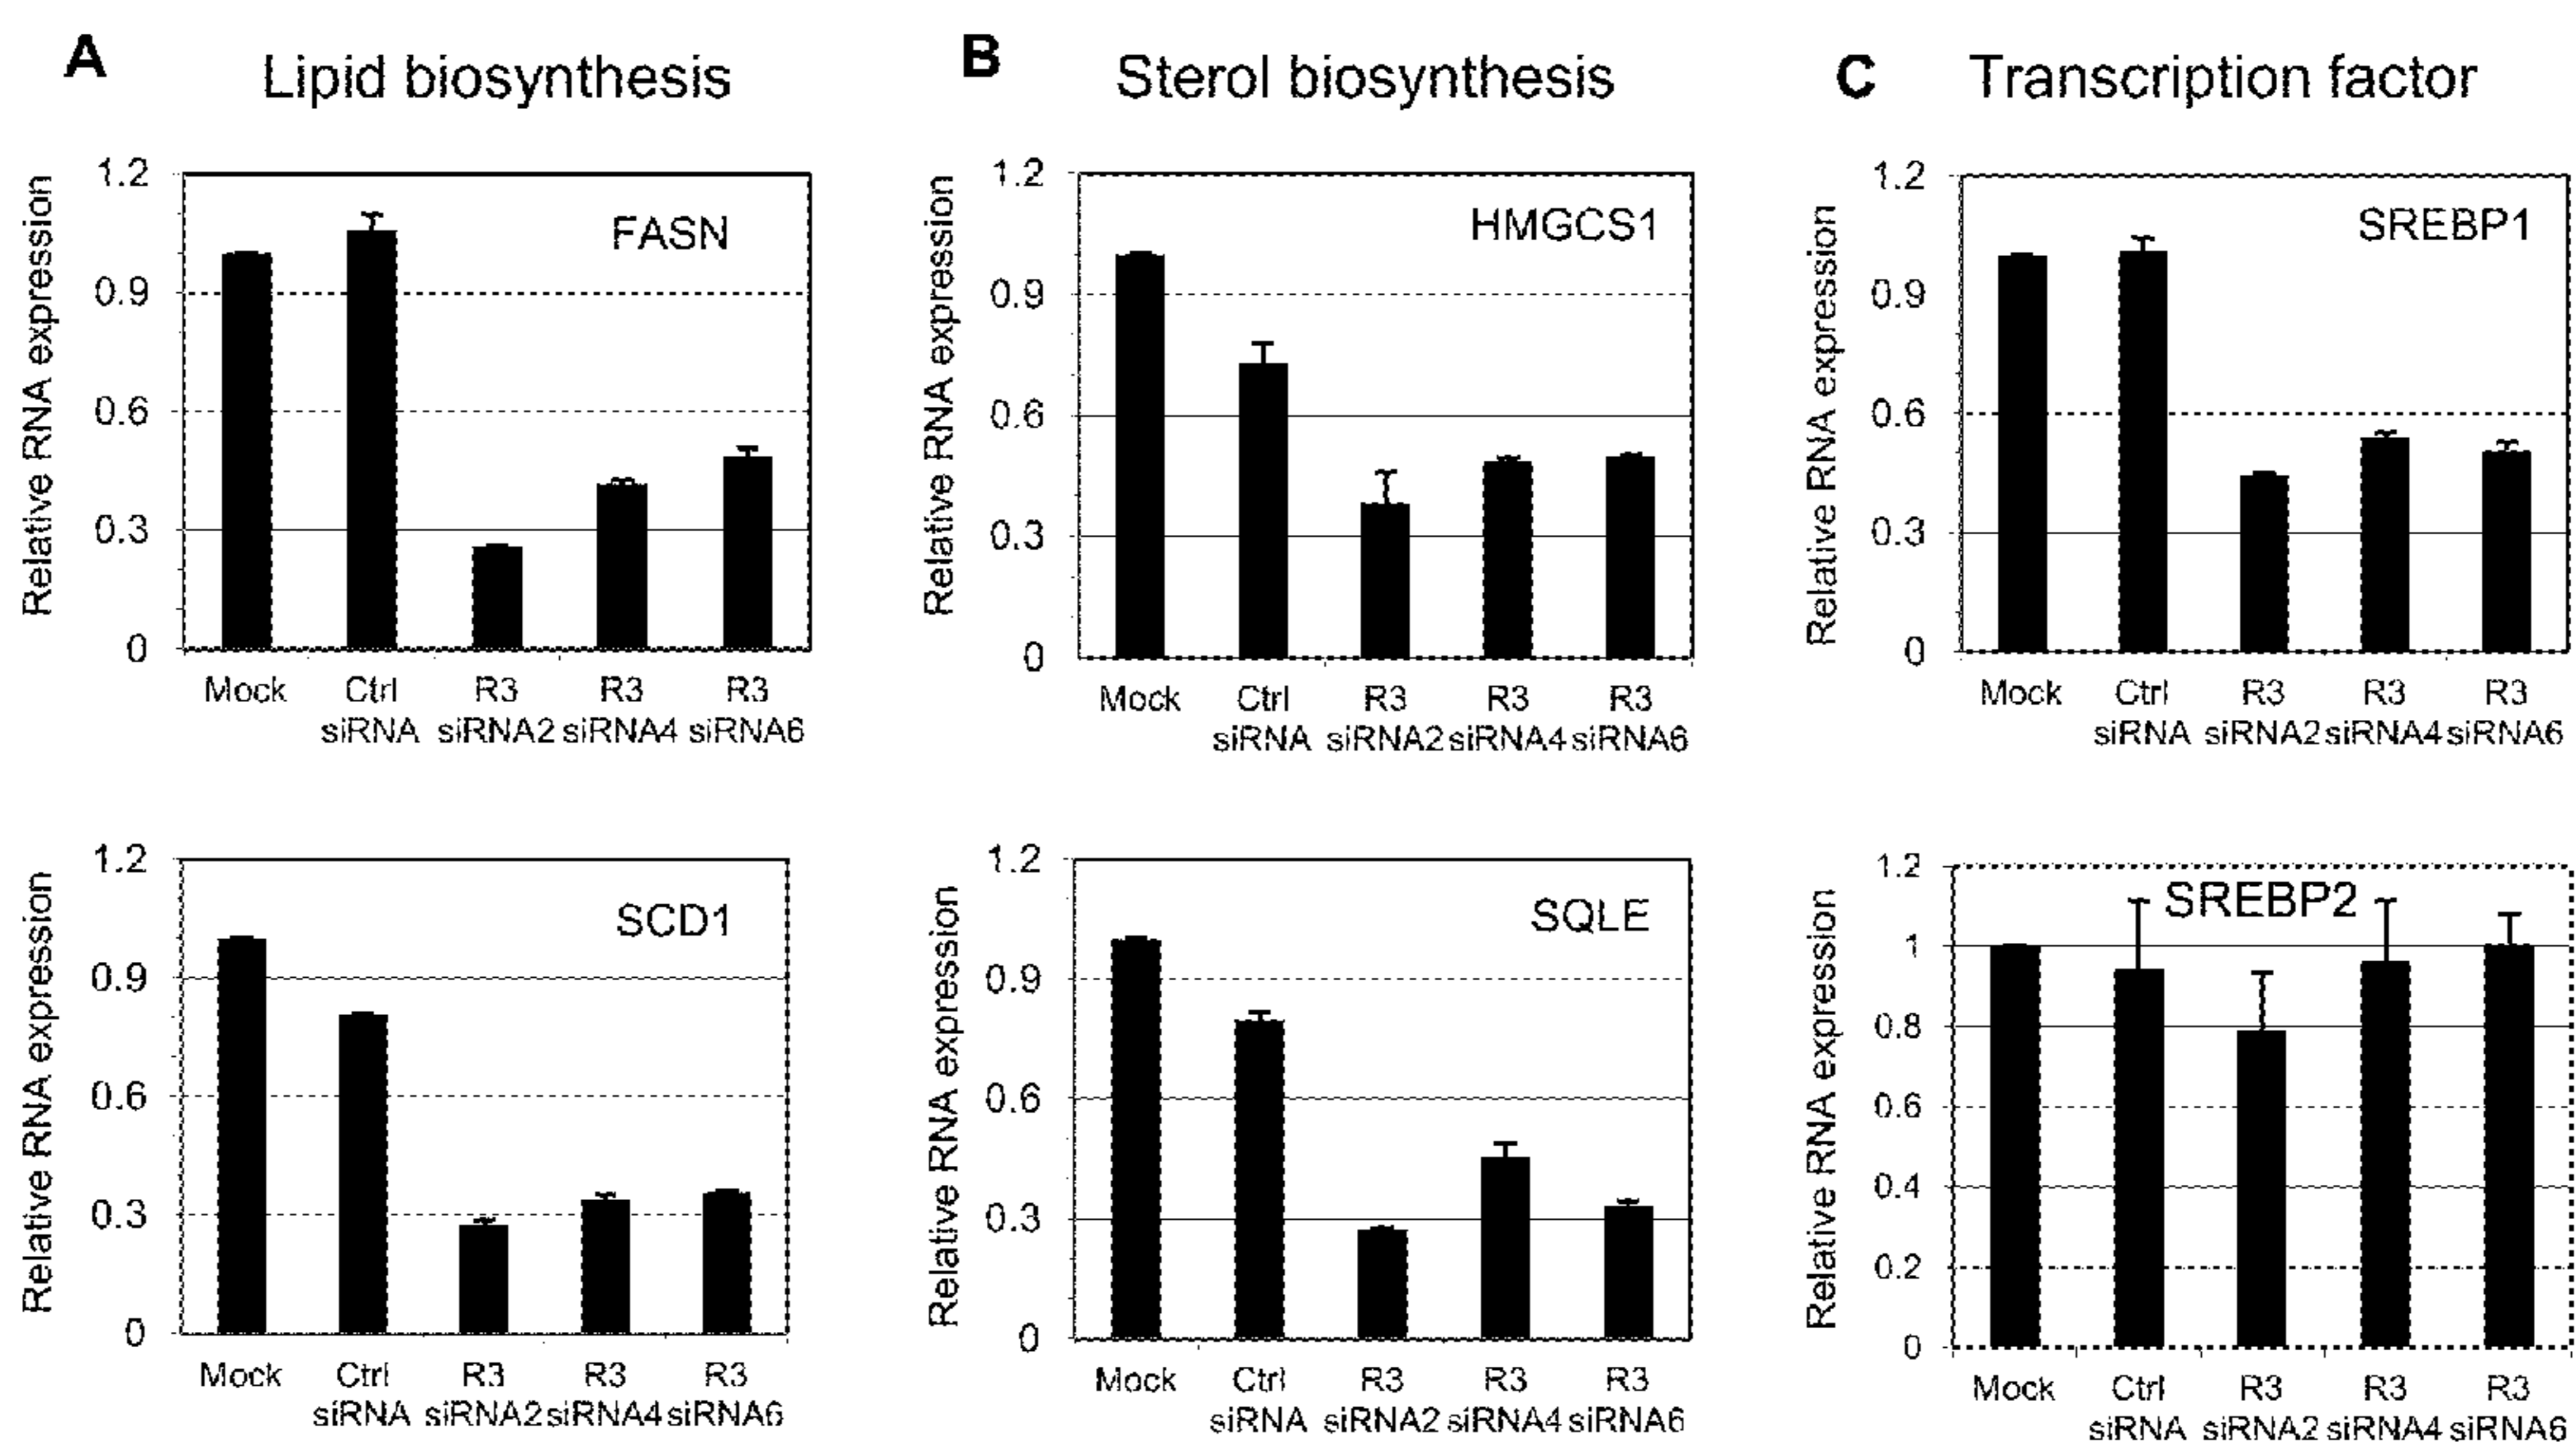 A Lipid biosynthesis
B Sterol biosynthesis
C Transcription factor
Relative RNA expression
1.2
0.9
0.6
0.3
0
FASN
Mock Ctrl R3 R3 R3
siRNA siRNA2 siRNA4 siRNA6
Relative RNA expression
1.2
0.9
0.6
0.3
0
HMGCS1
Mock Ctrl R3 R3 R3
siRNA siRNA2 siRNA4 siRNA6
Relative RNA expression
1.2
0.9
0.6
0.3
0
SREBP1
Mock Ctrl R3 R3 R3
siRNA siRNA2 siRNA4 siRNA6
Relative RNA expression
1.2
0.9
0.6
0.3
0
SCD1
Mock Ctrl R3 R3 R3
siRNA siRNA2 siRNA4 siRNA6
Relative RNA expression
1.2
0.9
0.6
0.3
0
SQLE
Mock Ctrl R3 R3 R3
siRNA siRNA2 siRNA4 siRNA6
Relative RNA expression
1.2
1
0.8
0.6
0.4
0.2
0
SREBP2
Mock Ctrl R3 R3 R3
siRNA siRNA2 siRNA4 siRNA6